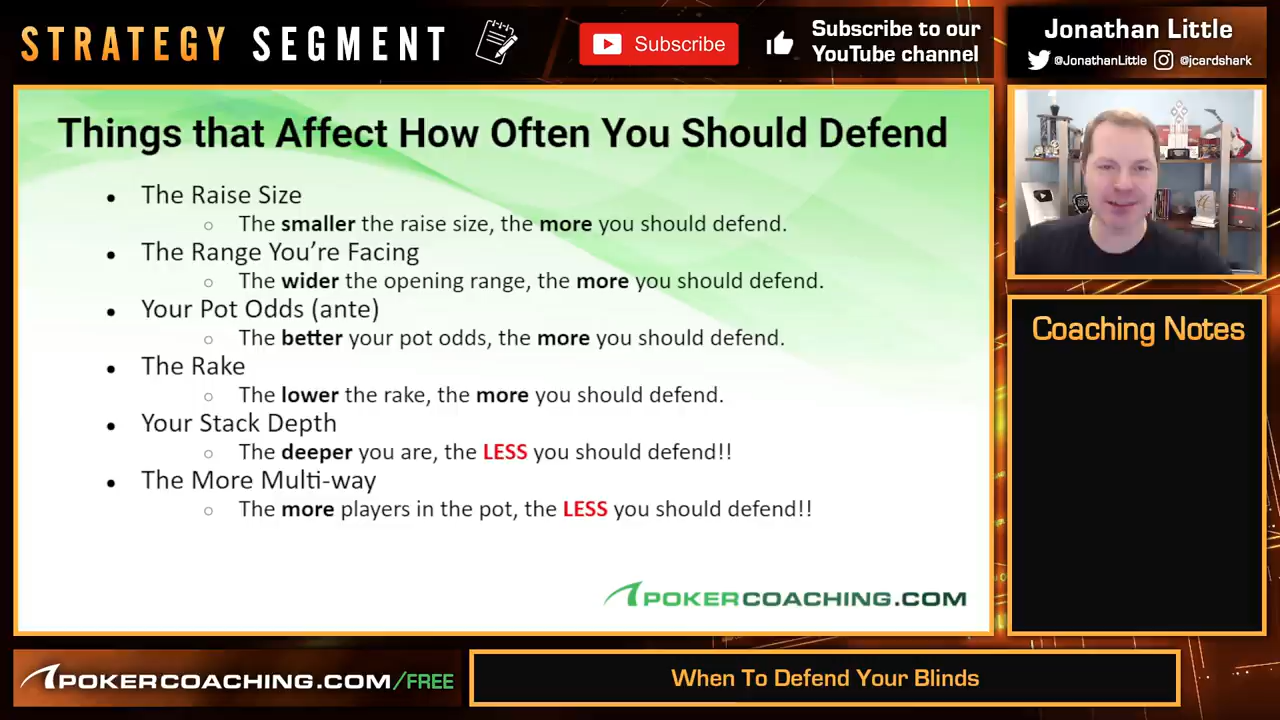 STRATEGY SEGMENT
Subscribe
Subscribe to our
YouTube channel
Jonathan Little
@JonathanLittle @jcardshark
Things that Affect How Often You Should Defend
● The Raise Size
○ The smaller the raise size, the more you should defend.
● The Range You’re Facing
○ The wider the opening range, the more you should defend.
● Your Pot Odds (ante)
○ The better your pot odds, the more you should defend.
● The Rake
○ The lower the rake, the more you should defend.
● Your Stack Depth
○ The deeper you are, the LESS you should defend!!
● The More Multi-way
○ The more players in the pot, the LESS you should defend!!
POKERCOACHING.COM
Coaching Notes
POKERCOACHING.COM/FREE
When To Defend Your Blinds